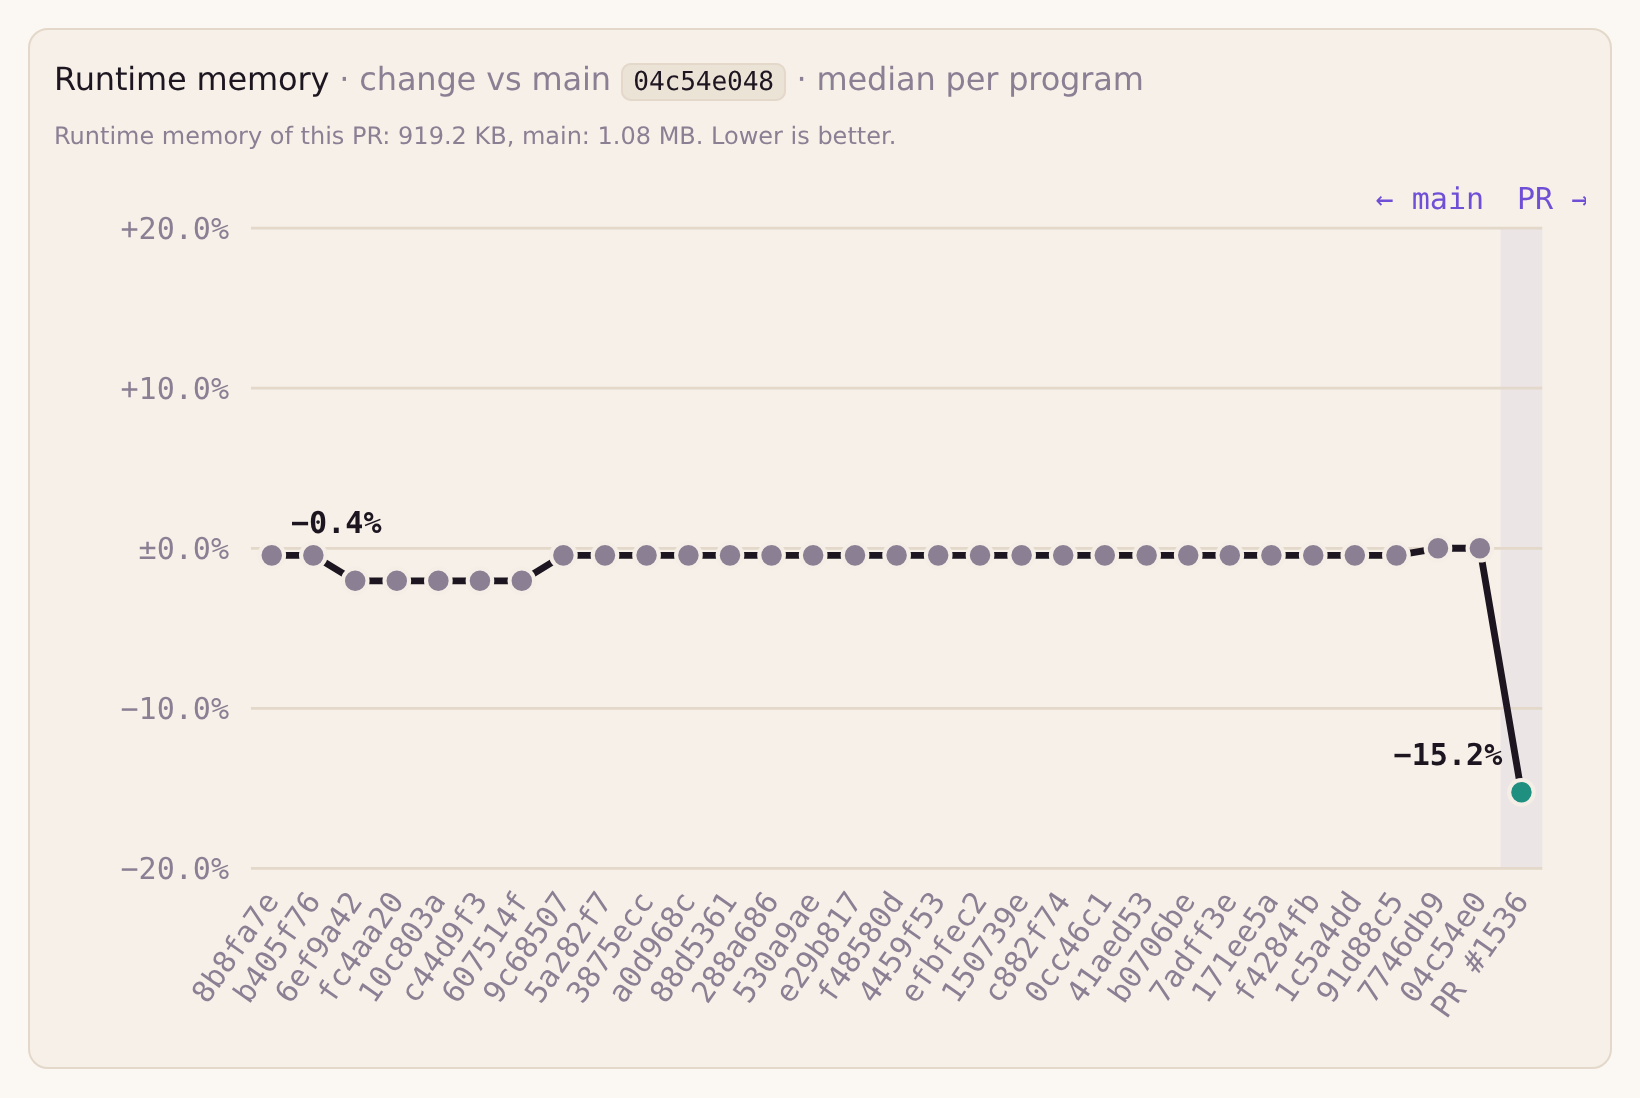 Runtime memory · change vs main 04c54e048 · median per program
Runtime memory of this PR: 919.2 KB, main: 1.08 MB. Lower is better.
← main PR →
+20.0%
+10.0%
−0.4%
±0.0%
−10.0%
−15.2%
−20.0%
8b8fa7e
b405f76
6ef9a42
fc4aa20
10c803a
c44d9f3
607514f
9c68507
5a282f7
3875ecc
a0d968c
88d5361
288a686
530a9ae
e29b817
f48580d
4459f53
efbfec2
150739e
c882f74
0cc46c1
41aed53
b0706be
7adff3e
171ee5a
f4284fb
1c5a4dd
91d88c5
7746db9
04c54e0
PR #1536